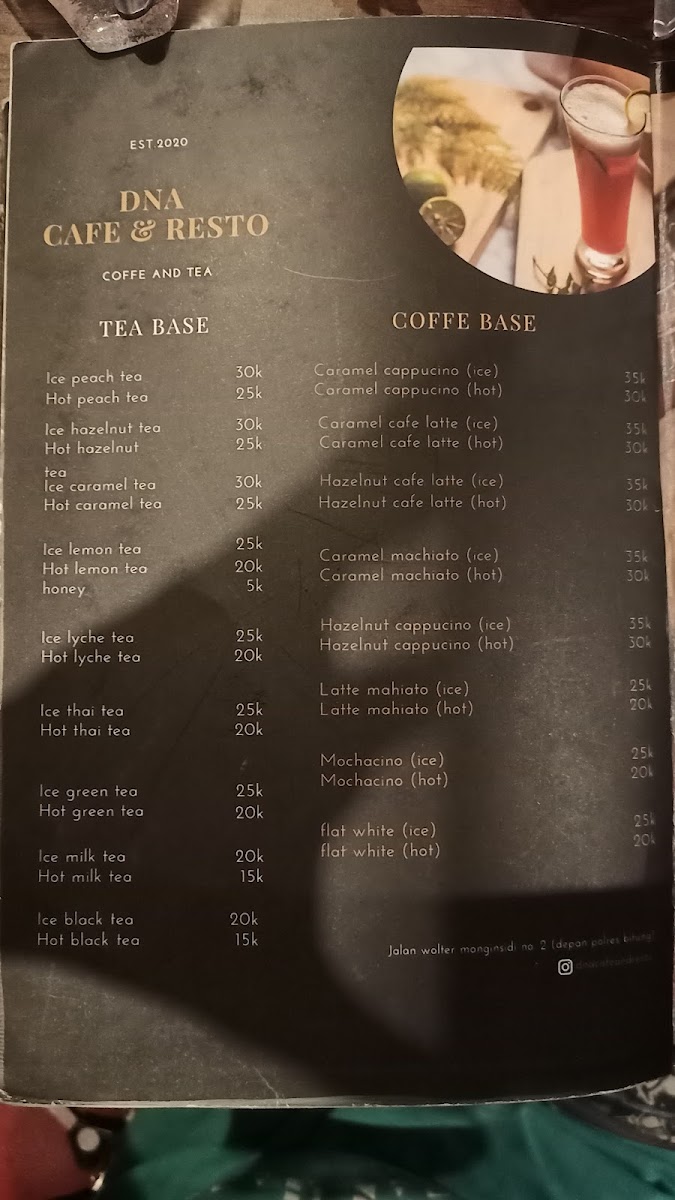 EST.2020
DNA
CAFE & RESTO
COFFE AND TEA
TEA BASE
Ice peach tea 30k
Hot peach tea 25k
Ice hazelnut tea 30k
Hot hazelnut 25k
tea
Ice caramel tea 30k
Hot caramel tea 25k
Ice lemon tea 25k
Hot lemon tea 20k
honey 5k
Ice lyche tea 25k
Hot lyche tea 20k
Ice thai tea 25k
Hot thai tea 20k
Ice green tea 25k
Hot green tea 20k
Ice milk tea 20k
Hot milk tea 15k
Ice black tea 20k
Hot black tea 15k
COFFE BASE
Caramel cappucino (ice) 35k
Caramel cappucino (hot) 30k
Caramel cafe latte (ice) 35k
Caramel cafe latte (hot) 30k
Hazelnut cafe latte (ice) 35k
Hazelnut cafe latte (hot) 30k
Caramel machiato (ice) 35k
Caramel machiato (hot) 30k
Hazelnut cappucino (ice) 35k
Hazelnut cappucino (hot) 30k
Latte mahiato (ice) 25k
Latte mahiato (hot) 20k
Mochacino (ice) 25k
Mochacino (hot) 20k
flat white (ice) 25k
flat white (hot) 20k
Jalan wolter monginsidi no. 2 (depan polres bitung)